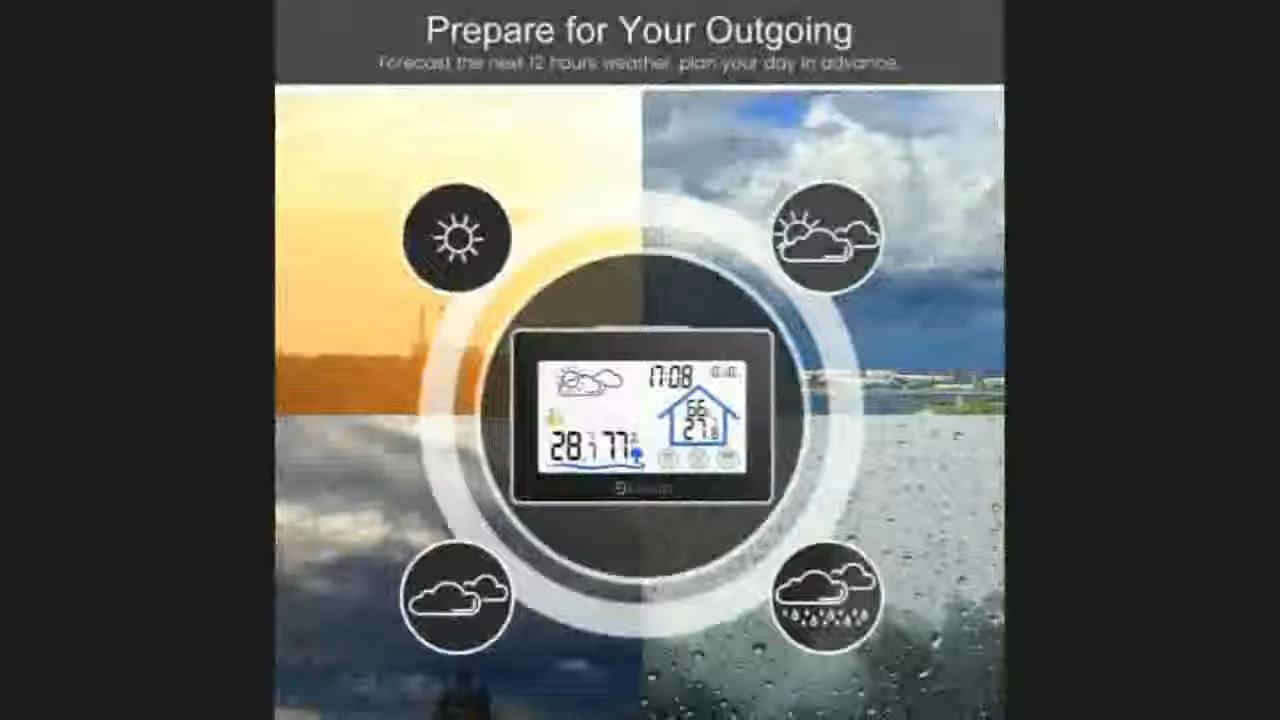 Prepare for Your Outgoing
Forecast the next 12 hours weather, plan your day in advance.
17:08
66
27.8
28.7 77